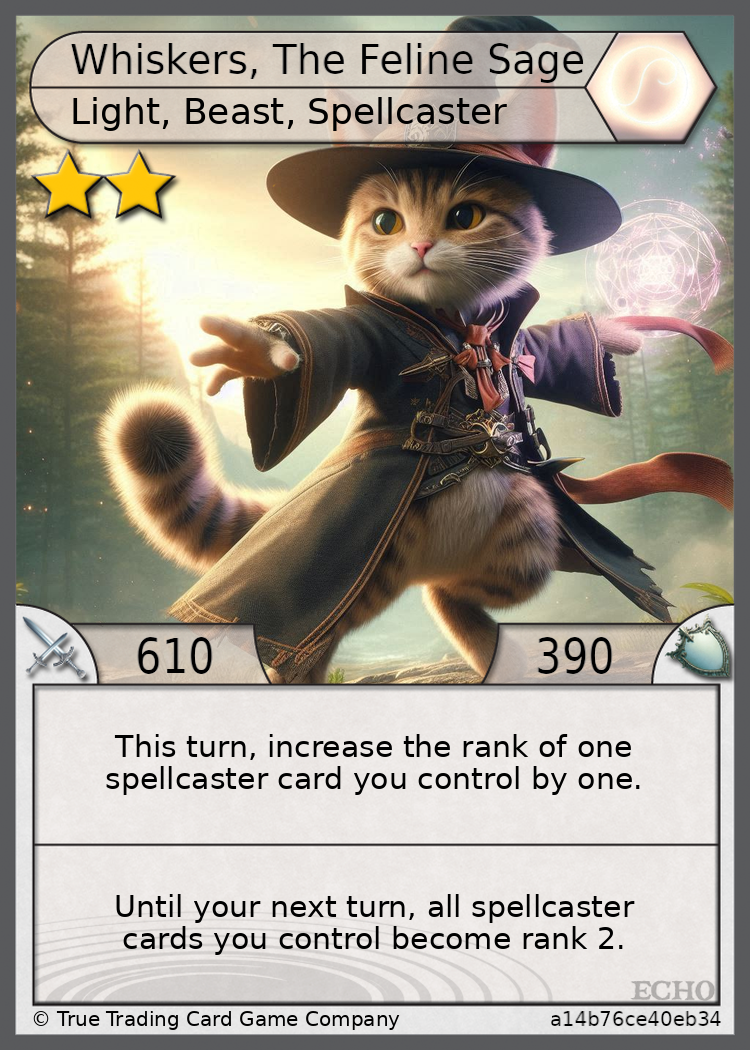 Whiskers, The Feline Sage
Light, Beast, Spellcaster
610
390
This turn, increase the rank of one
spellcaster card you control by one.
Until your next turn, all spellcaster
cards you control become rank 2.
ECHO
© True Trading Card Game Company
a14b76ce40eb34